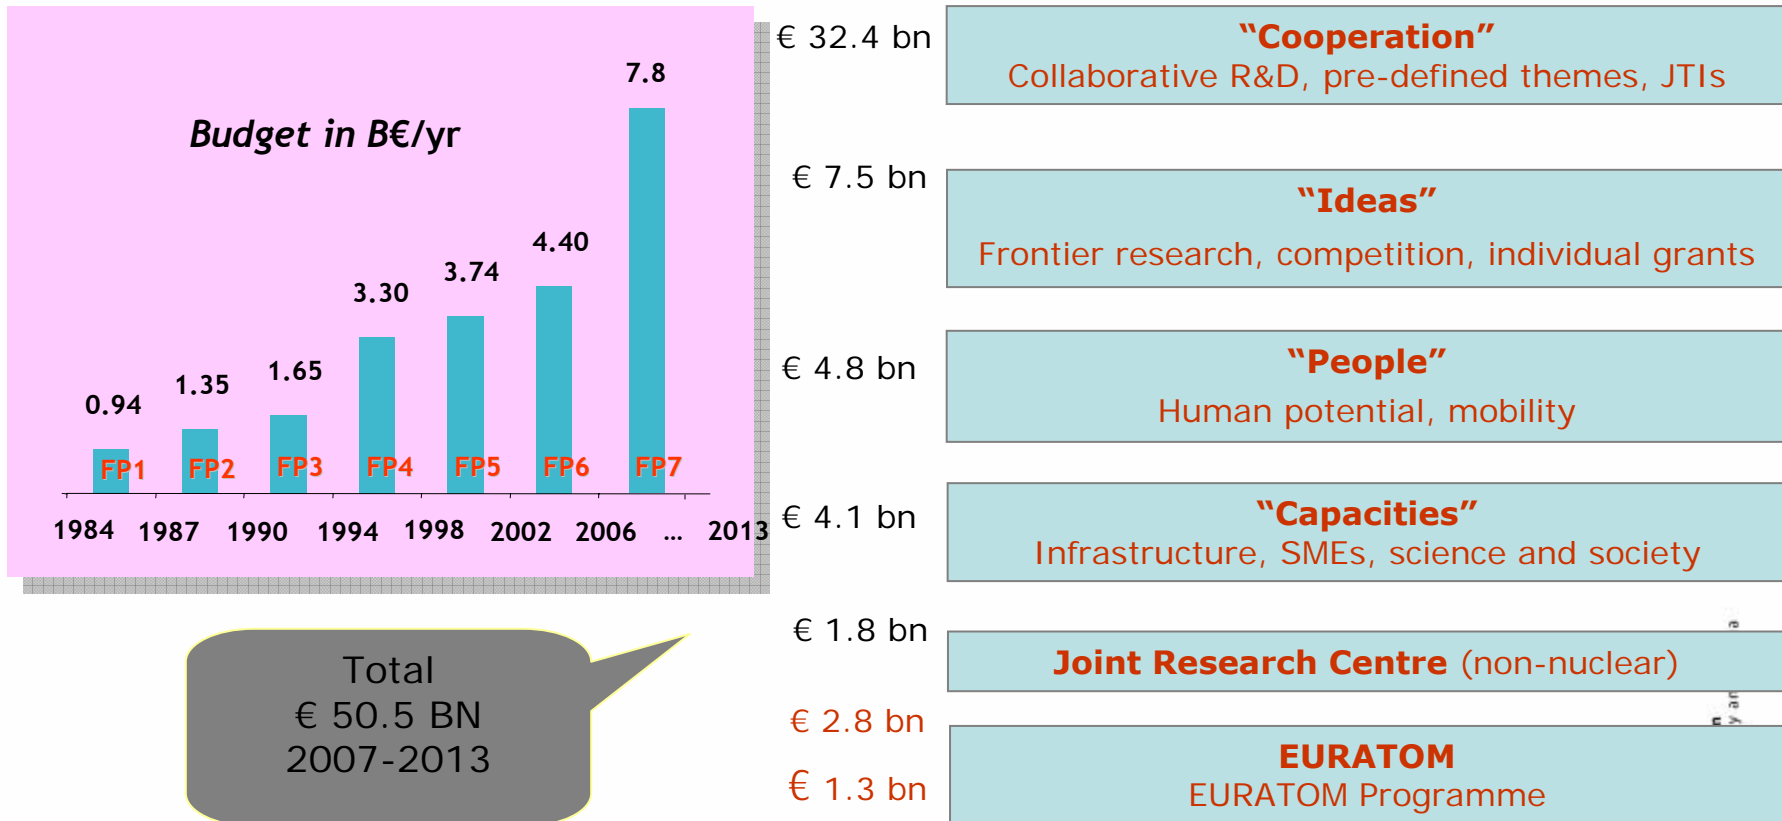 Budget in B€/yr
7.8
4.40
3.74
3.30
1.65
1.35
0.94
FP1 FP2 FP3 FP4 FP5 FP6 FP7
1984 1987 1990 1994 1998 2002 2006 ... 2013
Total
€ 50.5 BN
2007-2013
€ 32.4 bn
“Cooperation”
Collaborative R&D, pre-defined themes, JTIs
€ 7.5 bn
“Ideas”
Frontier research, competition, individual grants
€ 4.8 bn
“People”
Human potential, mobility
€ 4.1 bn
“Capacities”
Infrastructure, SMEs, science and society
€ 1.8 bn
Joint Research Centre (non-nuclear)
€ 2.8 bn
€ 1.3 bn
EURATOM
EURATOM Programme